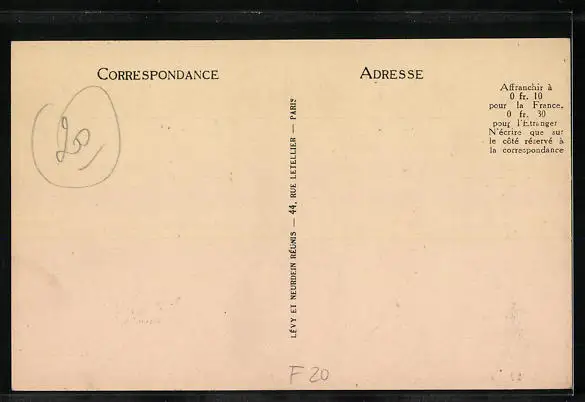 CORRESPONDANCE
ADRESSE
Affranchir à
0 fr. 10
pour la France,
0 fr. 30
pour l'Etranger
N'écrire que sur
le côté réservé à
la correspondance
20
LÉVY ET NEURDEIN RÉUNIS — 44, RUE LETELLIER — PARIS
F 20